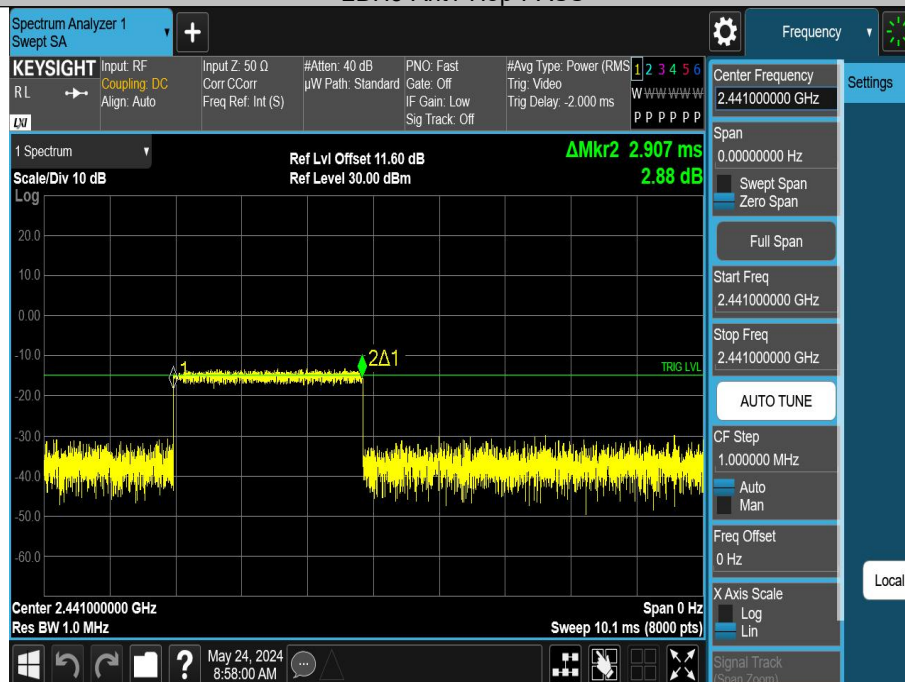 Spectrum Analyzer 1
Swept SA
Frequency
KEYSIGHT
RL
LXI
Input: RF
Coupling: DC
Align: Auto
Input Z: 50 Ω
Corr CCorr
Freq Ref: Int (S)
#Atten: 40 dB
µW Path: Standard
PNO: Fast
Gate: Off
IF Gain: Low
Sig Track: Off
#Avg Type: Power (RMS
Trig: Video
Trig Delay: -2.000 ms
1 2 3 4 5 6
W W W W W W
P P P P P P
1 Spectrum
Scale/Div 10 dB
Log
Ref Lvl Offset 11.60 dB
Ref Level 30.00 dBm
ΔMkr2 2.907 ms
2.88 dB
20.0
10.0
0.00
-10.0
-20.0
-30.0
-40.0
-50.0
-60.0
1
2Δ1
TRIG LVL
Center 2.441000000 GHz
Res BW 1.0 MHz
Span 0 Hz
Sweep 10.1 ms (8000 pts)
May 24, 2024
8:58:00 AM
Center Frequency
2.441000000 GHz
Settings
Span
0.00000000 Hz
Swept Span
Zero Span
Full Span
Start Freq
2.441000000 GHz
Stop Freq
2.441000000 GHz
AUTO TUNE
CF Step
1.000000 MHz
Auto
Man
Freq Offset
0 Hz
X Axis Scale
Log
Lin
Local
Signal Track
(Span Zoom)